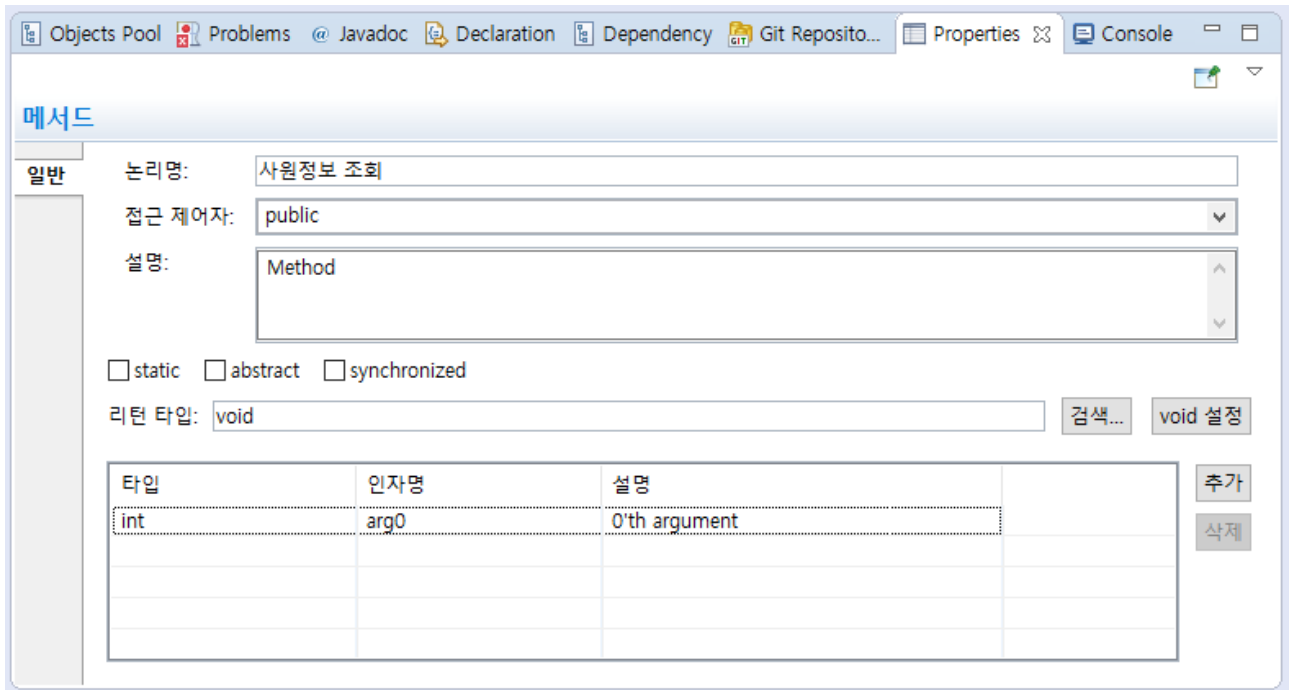 Objects Pool Problems @ Javadoc Declaration Dependency Git Reposito... Properties Console
메서드
일반
논리명: 사원정보 조회
접근 제어자: public
설명: Method
static abstract synchronized
리턴 타입: void 검색... void 설정
타입 인자명 설명 추가
int arg0 0'th argument
삭제